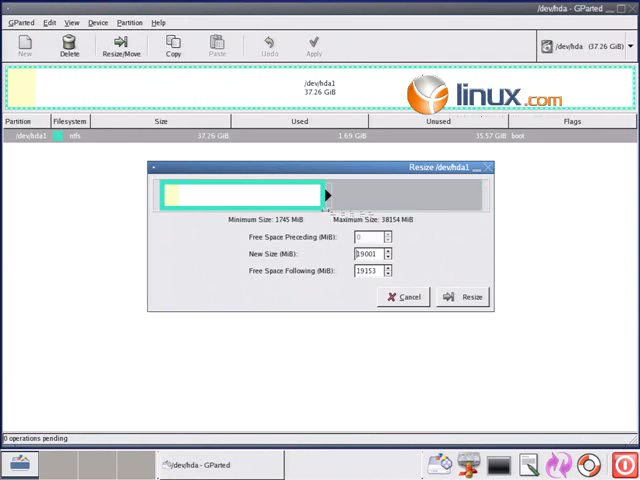 /dev/hda - GParted
GParted Edit View Device Partition Help
New Delete Resize/Move Copy Paste Undo Apply /dev/hda (37.26 GiB)
/dev/hda1
37.26 GiB
linux.com
Partition Filesystem Size Used Unused Flags
/dev/hda1 ntfs 37.26 GiB 1.69 GiB 35.57 GiB boot
Resize /dev/hda1
Minimum Size: 1745 MiB Maximum Size: 38154 MiB
Free Space Preceding (MiB): 0
New Size (MiB): 19001
Free Space Following (MiB): 19153
Cancel Resize
0 operations pending
/dev/hda - GParted